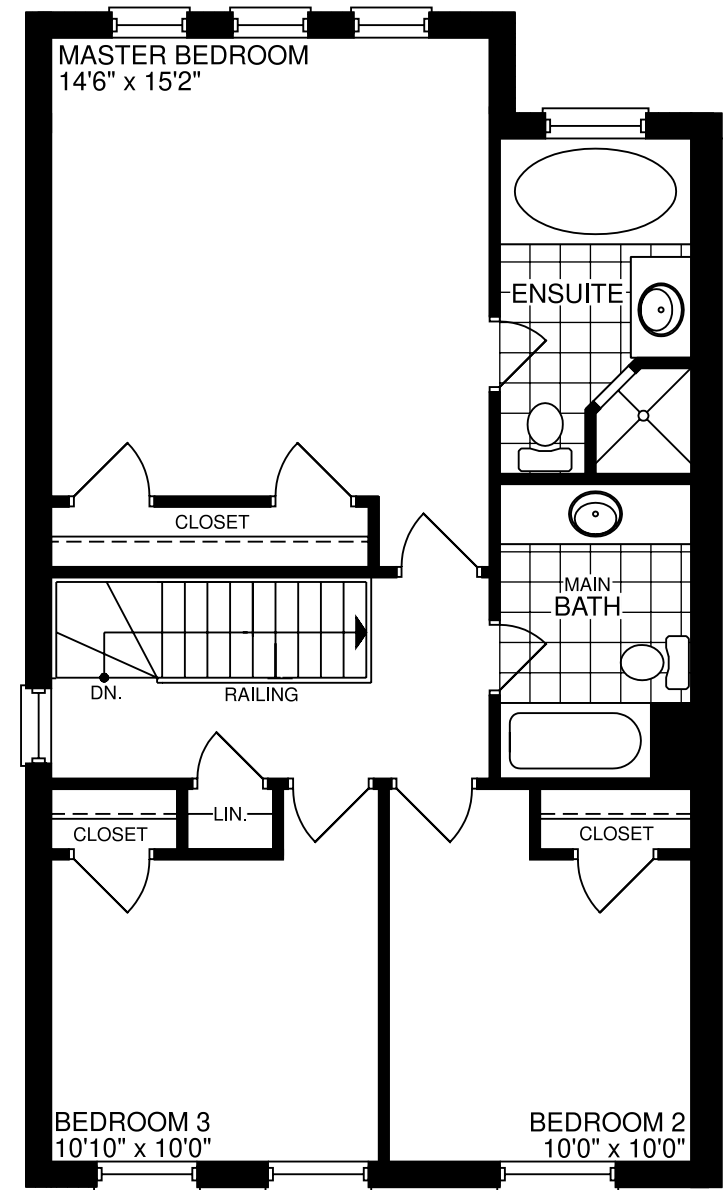 MASTER BEDROOM
14'6" x 15'2"
ENSUITE
CLOSET
MAIN
BATH
DN.
RAILING
LIN.
CLOSET
CLOSET
BEDROOM 3
10'10" x 10'0"
BEDROOM 2
10'0" x 10'0"